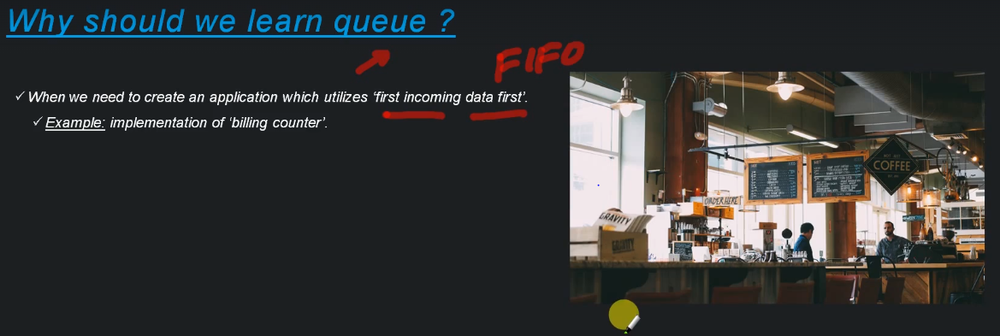 Why should we learn queue ?
FIFO
✓ When we need to create an application which utilizes ‘first incoming data first’.
✓ Example: implementation of ‘billing counter’.
COFFEE
ORDER HERE
GRAVITY
GRAVITY